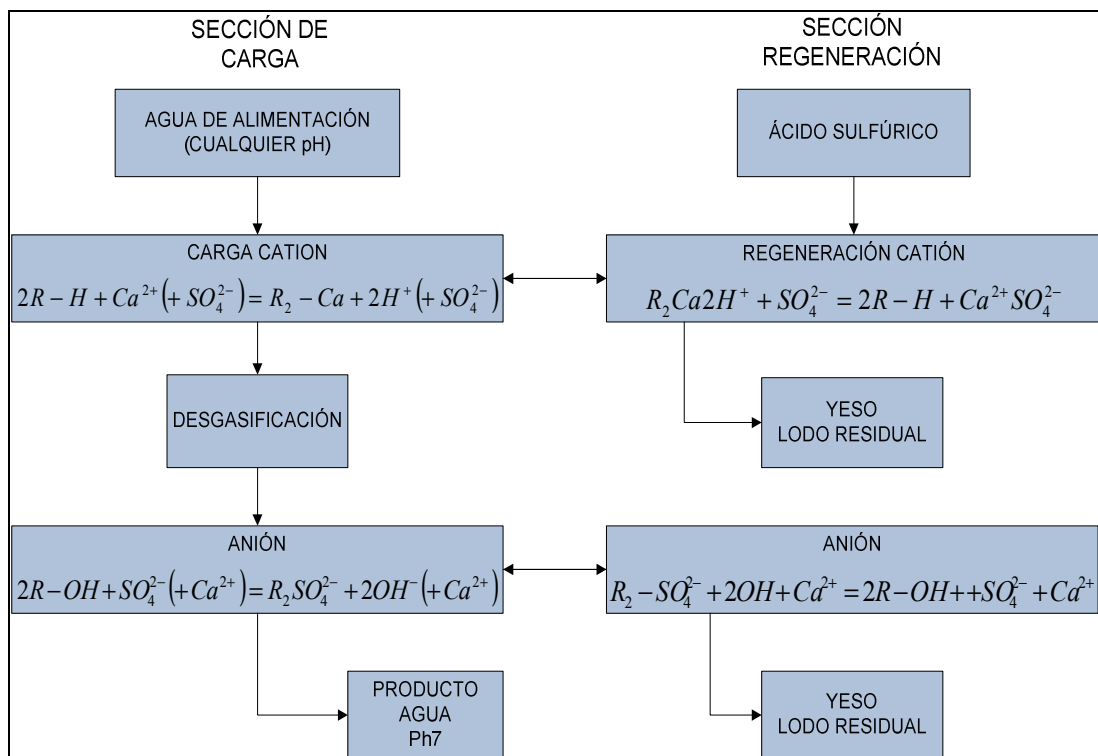 SECCIÓN DE
CARGA
AGUA DE ALIMENTACIÓN
(CUALQUIER pH)
CARGA CATION
2R − H + Ca²⁺(+ SO₄²⁻) = R₂ − Ca + 2H⁺(+ SO₄²⁻)
DESGASIFICACIÓN
ANIÓN
2R − OH + SO₄²⁻(+ Ca²⁺) = R₂SO₄²⁻ + 2OH⁻(+ Ca²⁺)
PRODUCTO
AGUA
Ph7
SECCIÓN
REGENERACIÓN
ÁCIDO SULFÚRICO
REGENERACIÓN CATIÓN
R₂Ca2H⁺ + SO₄²⁻ = 2R − H + Ca²⁺SO₄²⁻
YESO
LODO RESIDUAL
ANIÓN
R₂ − SO₄²⁻ + 2OH + Ca²⁺ = 2R − OH + +SO₄²⁻ + Ca²⁺
YESO
LODO RESIDUAL